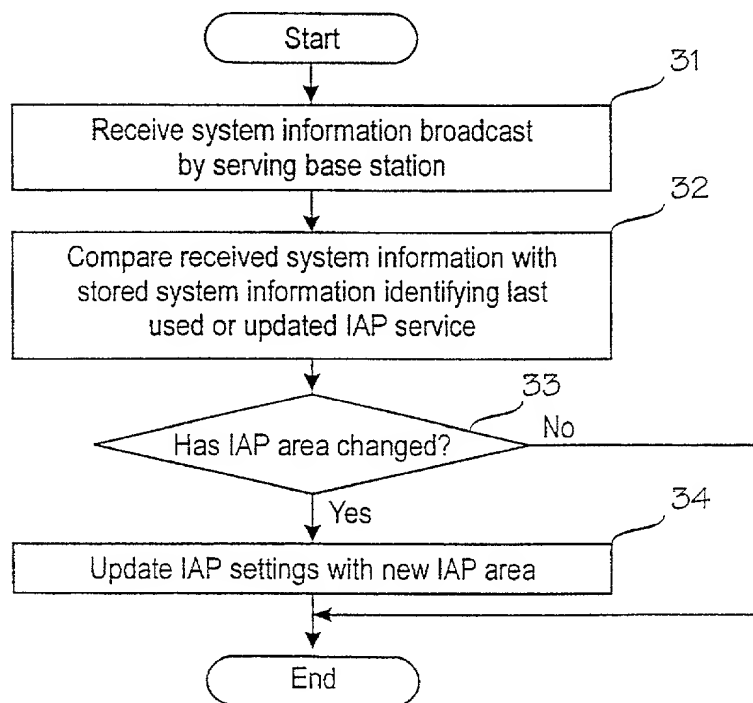 Start
31
Receive system information broadcast
by serving base station
32
Compare received system information with
stored system information identifying last
used or updated IAP service
33
Has IAP area changed?
No
Yes
34
Update IAP settings with new IAP area
End